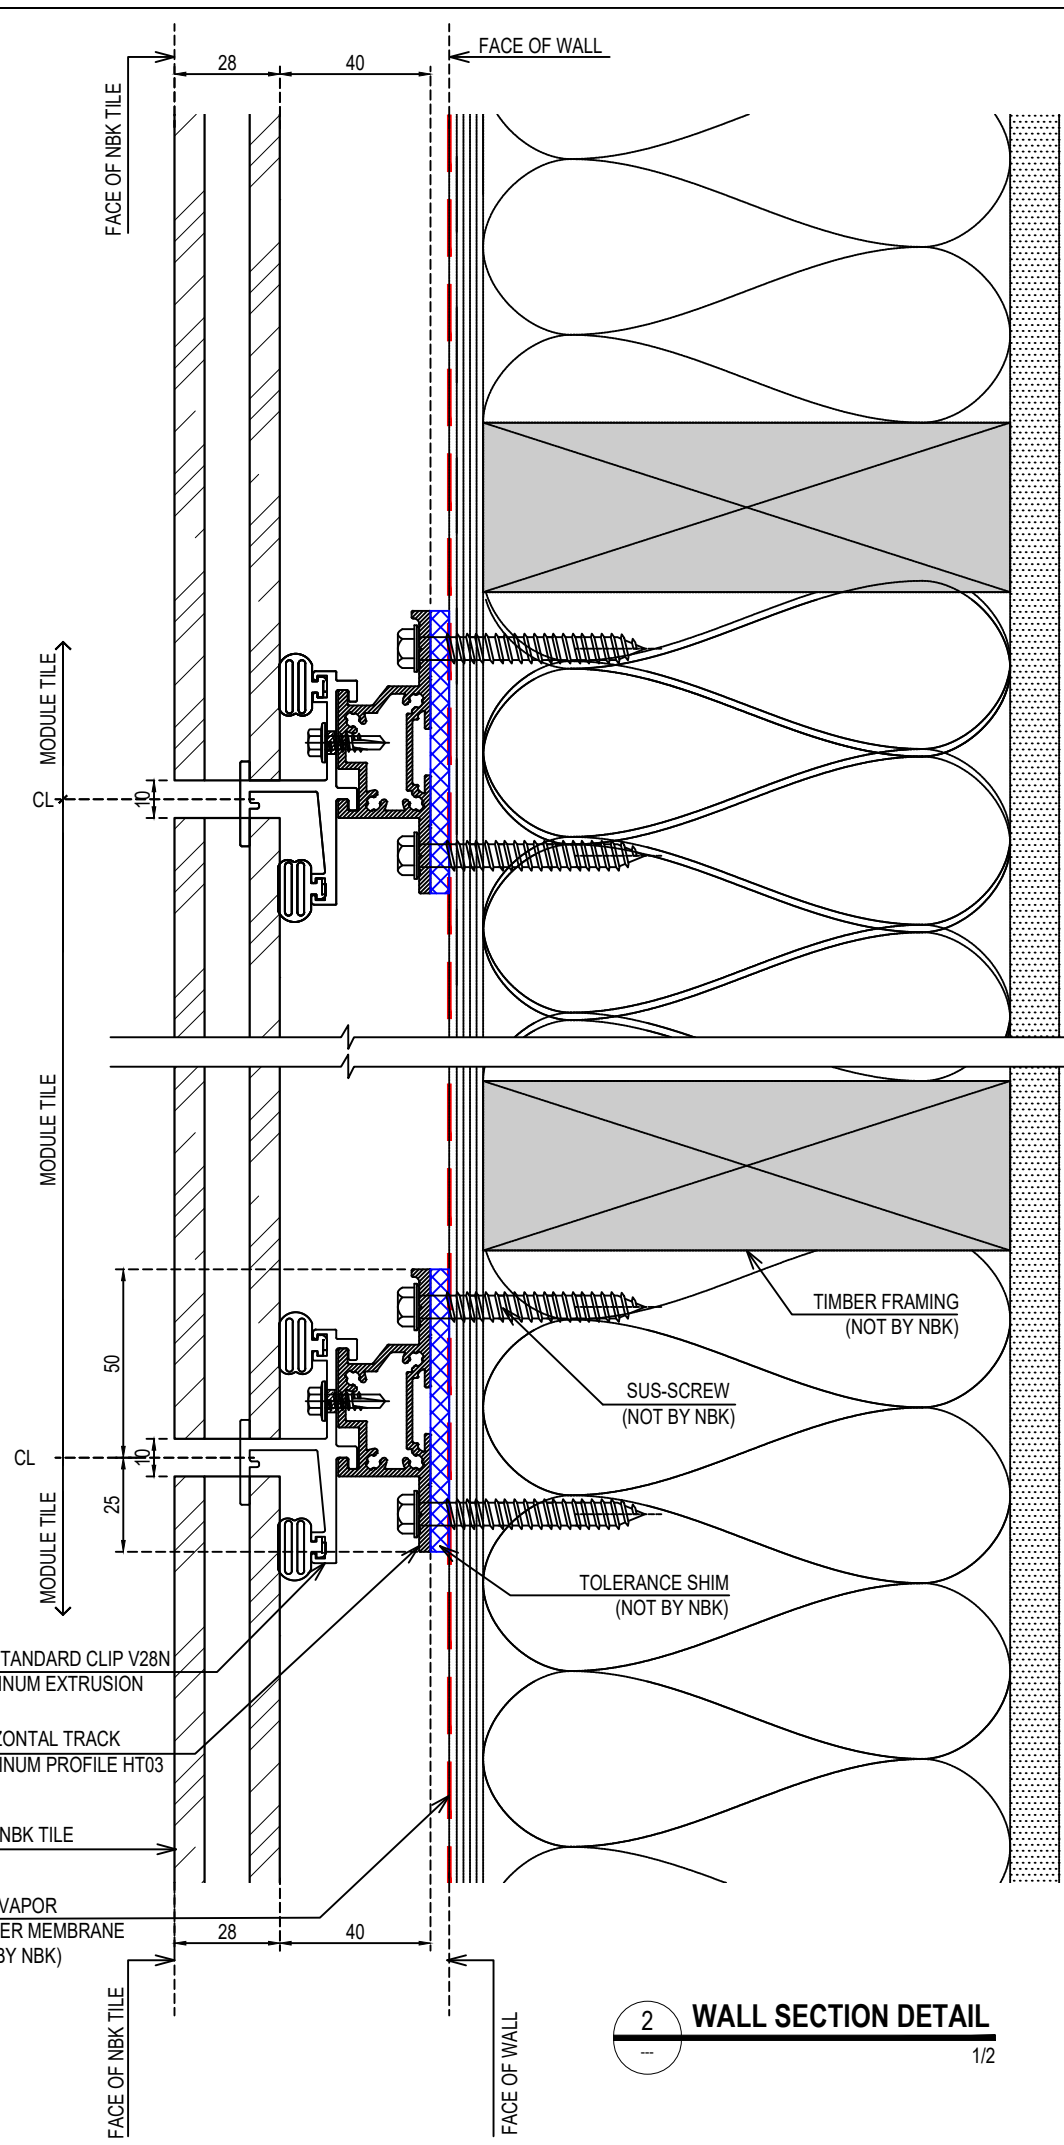 FACE OF WALL
28
40
FACE OF NBK TILE
MODULE TILE
CL
10
MODULE TILE
TIMBER FRAMING
(NOT BY NBK)
50
SUS-SCREW
(NOT BY NBK)
CL
10
25
MODULE TILE
TOLERANCE SHIM
(NOT BY NBK)
TANDARD CLIP V28N
INUM EXTRUSION
ZONTAL TRACK
INUM PROFILE HT03
NBK TILE
VAPOR
ER MEMBRANE
BY NBK)
28
40
FACE OF NBK TILE
FACE OF WALL
2
---
WALL SECTION DETAIL
1/2